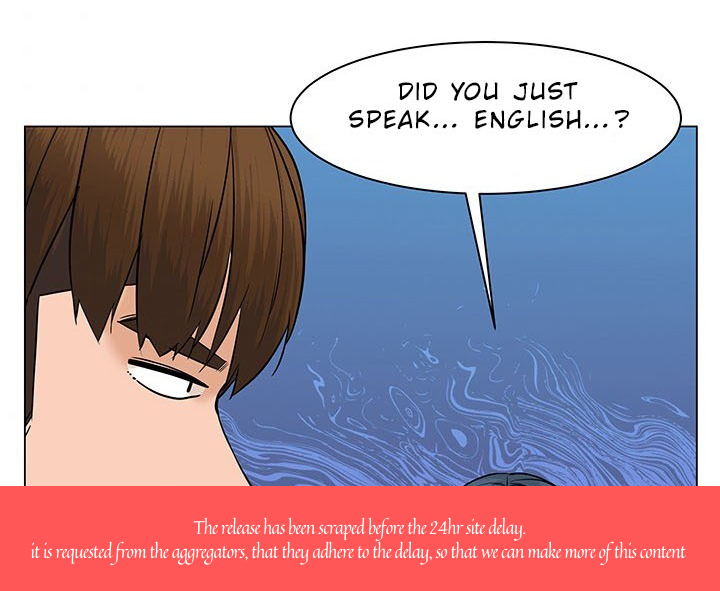 DID YOU JUST
SPEAK... ENGLISH...?
The release has been scraped before the 24hr site delay.
it is requested from the aggregators, that they adhere to the delay, so that we can make more of this content